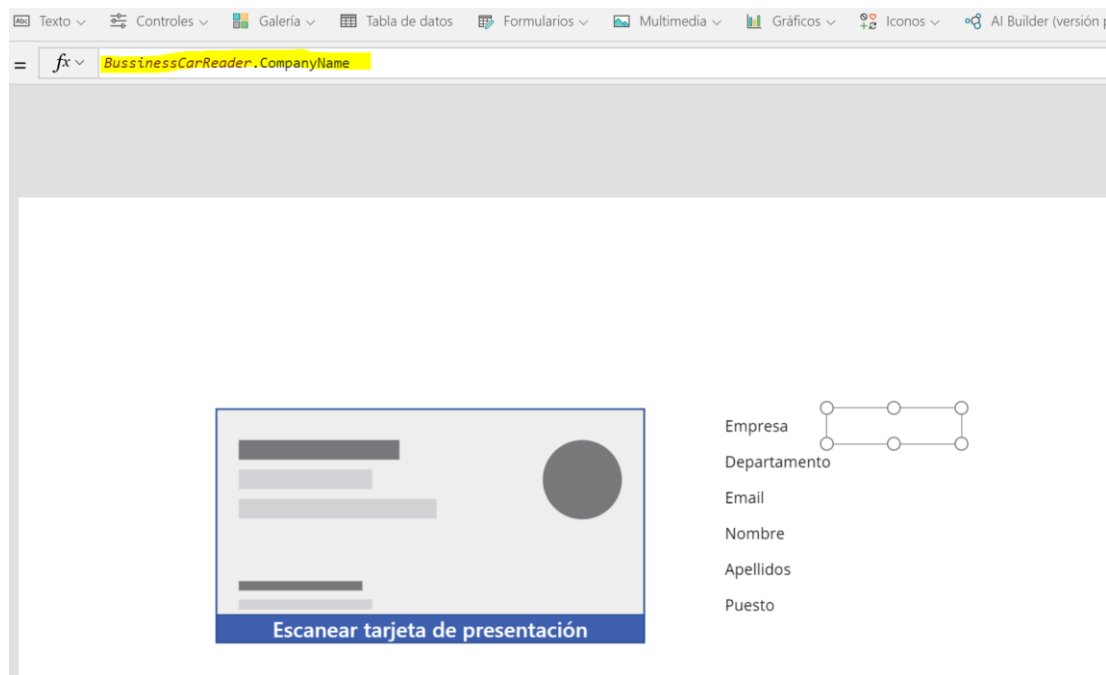 Abc Texto Controles Galería Tabla de datos Formularios Multimedia Gráficos Iconos AI Builder (versión p
= fx BussinessCarReader.CompanyName
Empresa
Departamento
Email
Nombre
Apellidos
Puesto
Escanear tarjeta de presentación